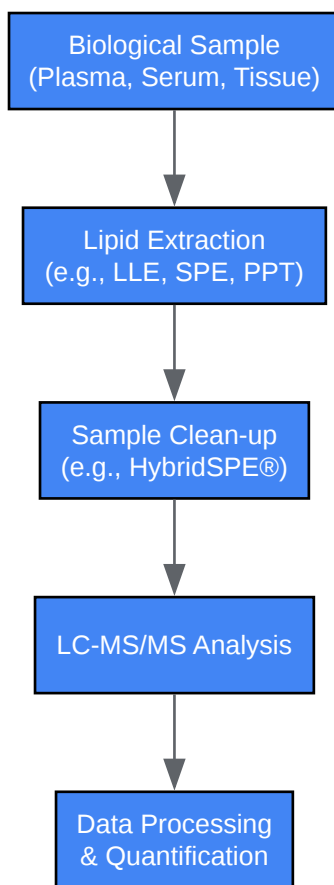 Biological Sample
(Plasma, Serum, Tissue)
Lipid Extraction
(e.g., LLE, SPE, PPT)
Sample Clean-up
(e.g., HybridSPE®)
LC-MS/MS Analysis
Data Processing
& Quantification